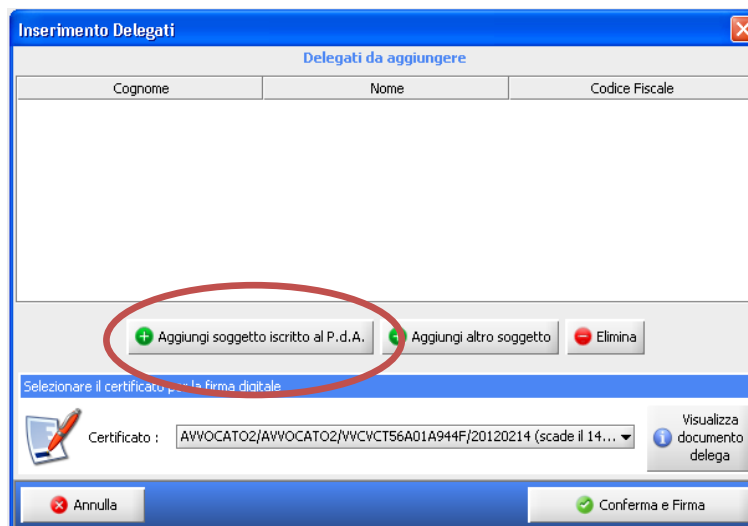 Inserimento Delegati
Delegati da aggiungere
Cognome Nome Codice Fiscale
Aggiungi soggetto iscritto al P.d.A. Aggiungi altro soggetto Elimina
Selezionare il certificato per la firma digitale
Certificato : AVVOCATO2/AVVOCATO2/VVCVCT56A01A944F/20120214 (scade il 14...
Visualizza
documento
delega
Annulla Conferma e Firma